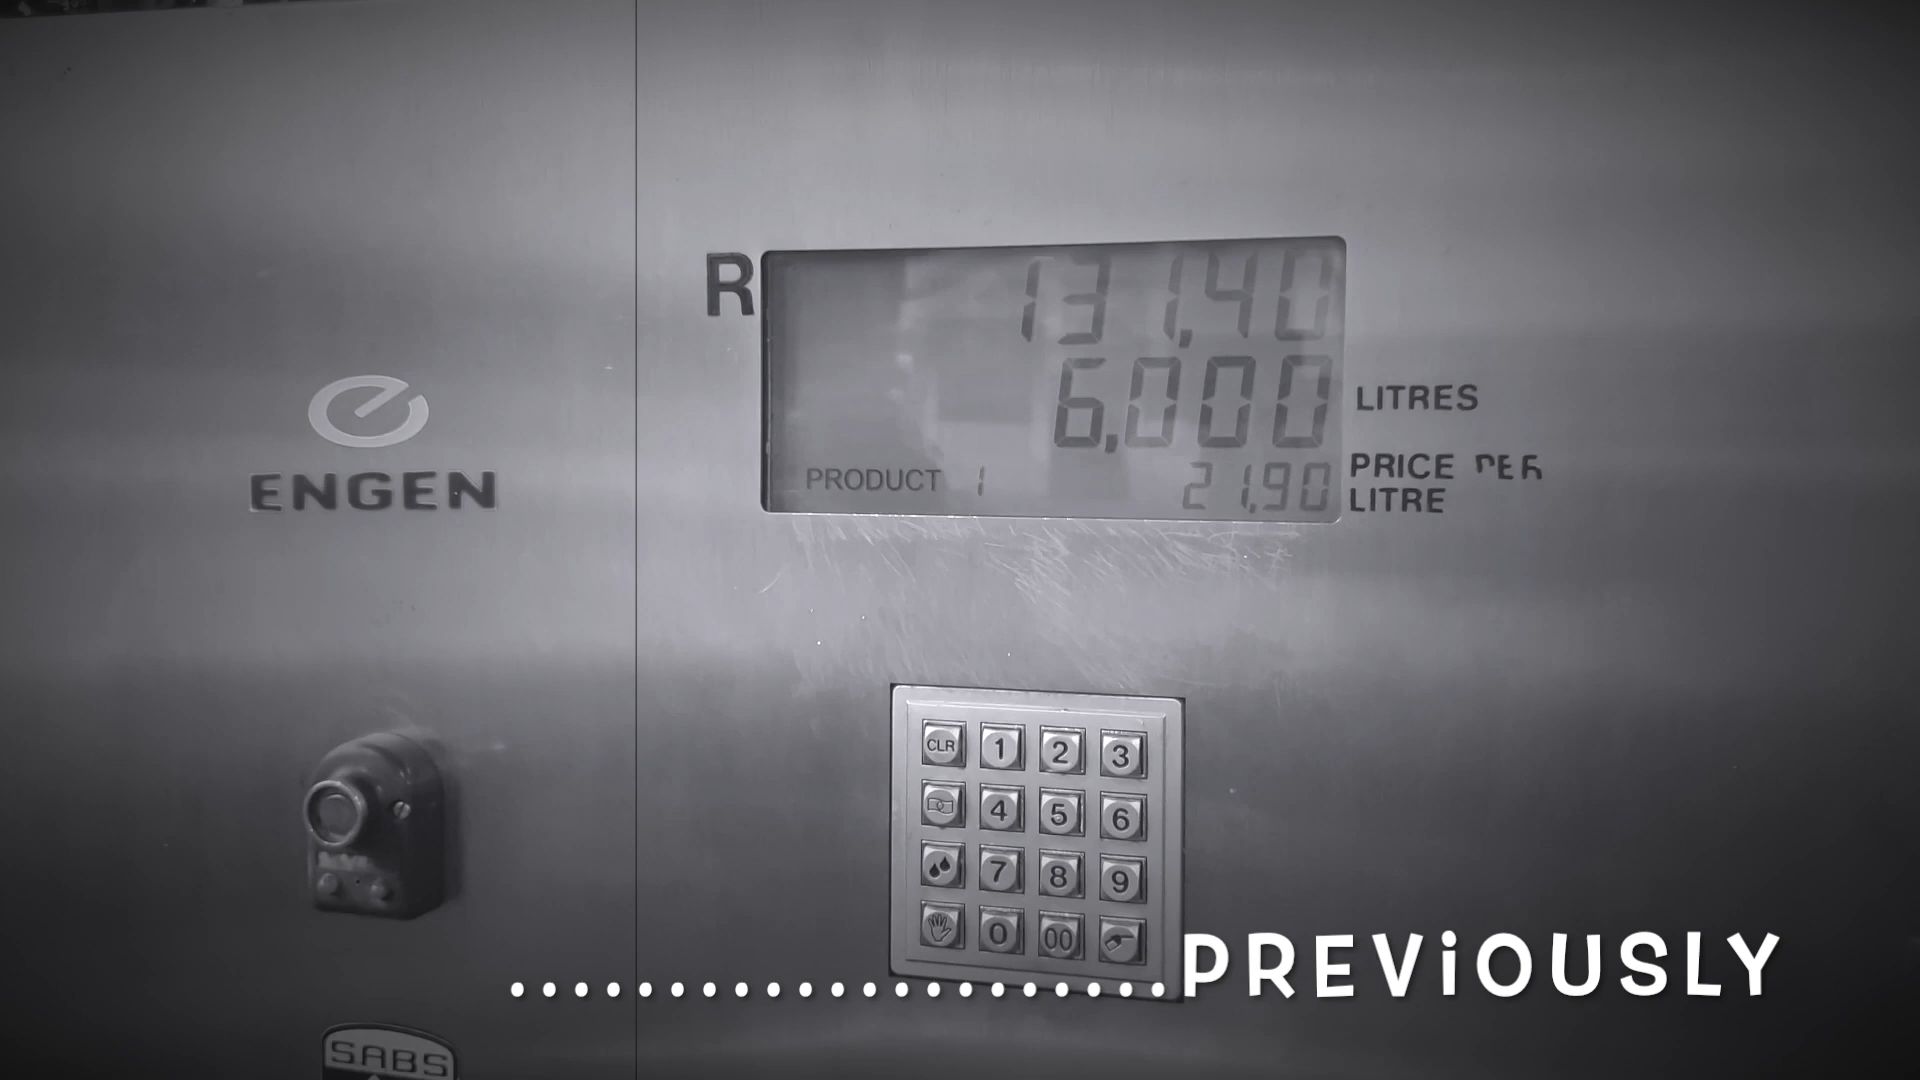 R 131,40
6,000 LITRES
PRODUCT 1 21,90 PRICE PER LITRE
ENGEN
CLR 1 2 3
4 5 6
7 8 9
0 00
....................PREViOUSLY
SABS